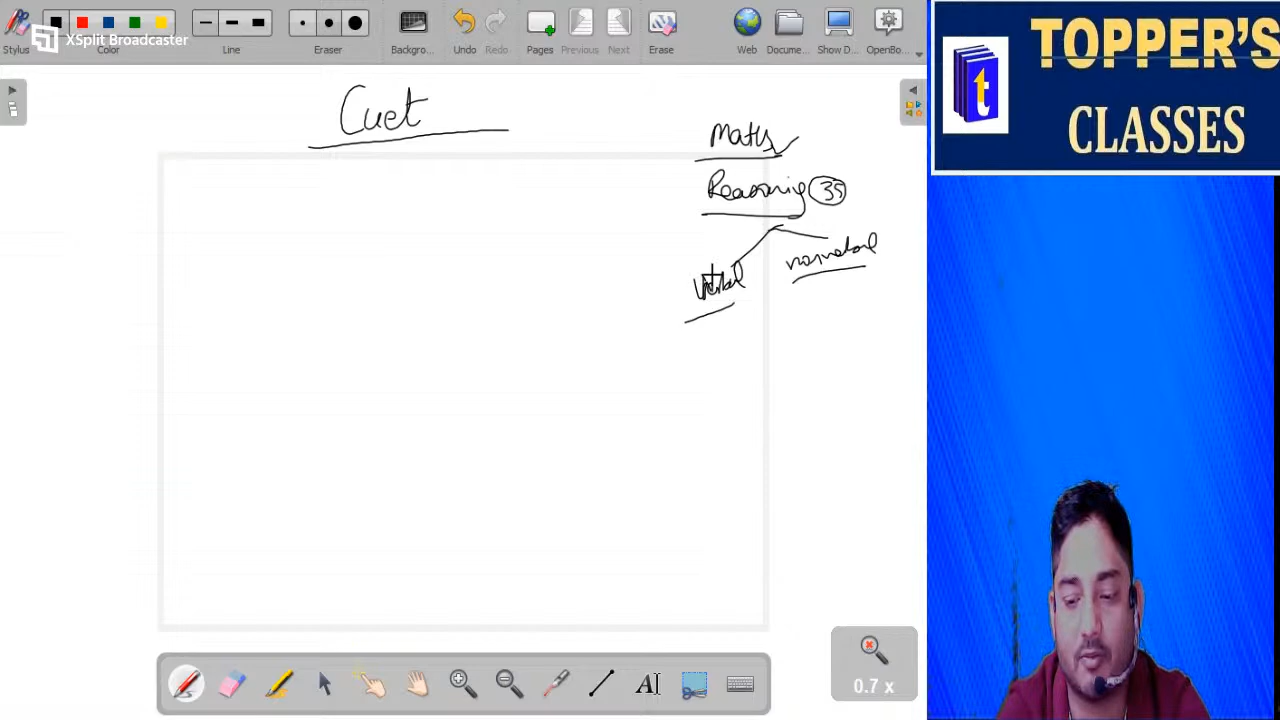 Stylus
Color
Line
Eraser
Backgro...
Undo
Redo
Pages
Previous
Next
Erase
Web
Docume...
Show D...
OpenBo...
XSplit Broadcaster
TOPPER'S
CLASSES
t
Cuet
Maths
Reasoning 35
verbal
A
0.7 x